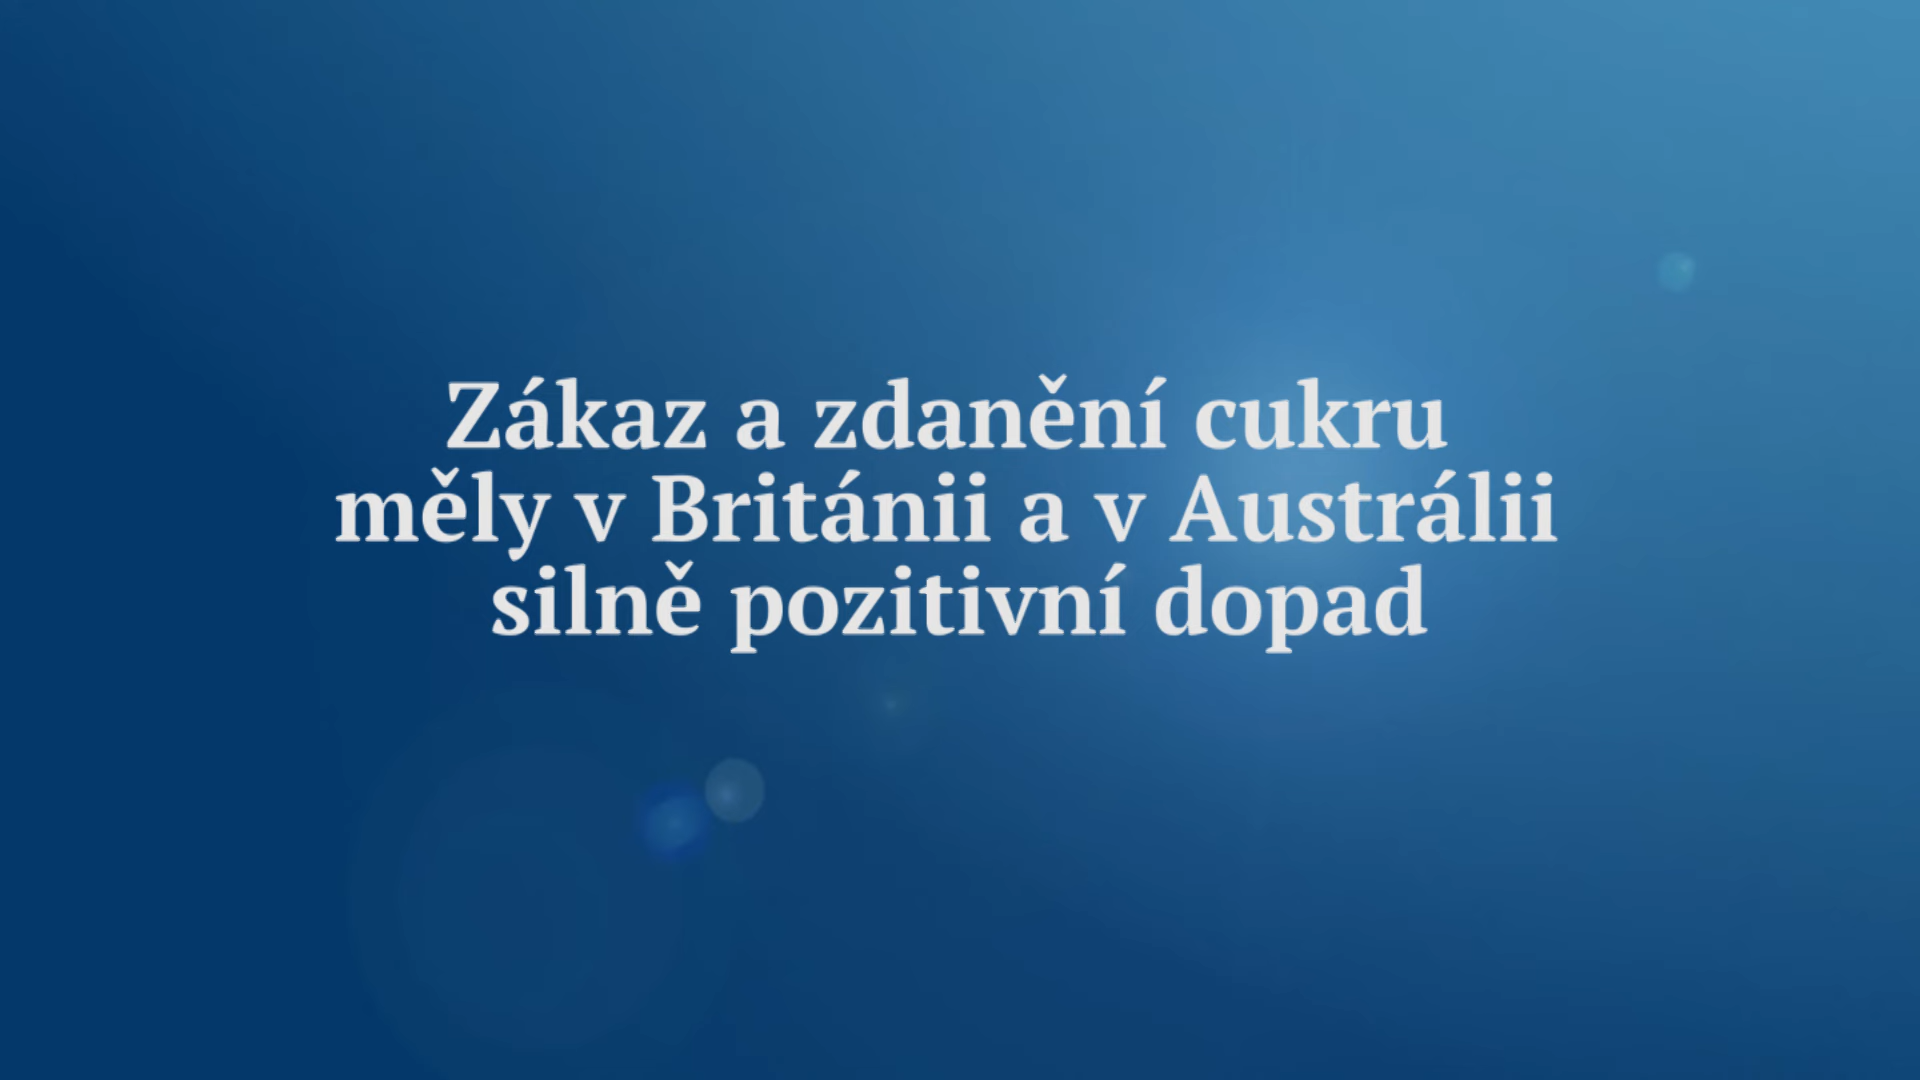 Zákaz a zdanění cukru
měly v Británii a v Austrálii
silně pozitivní dopad